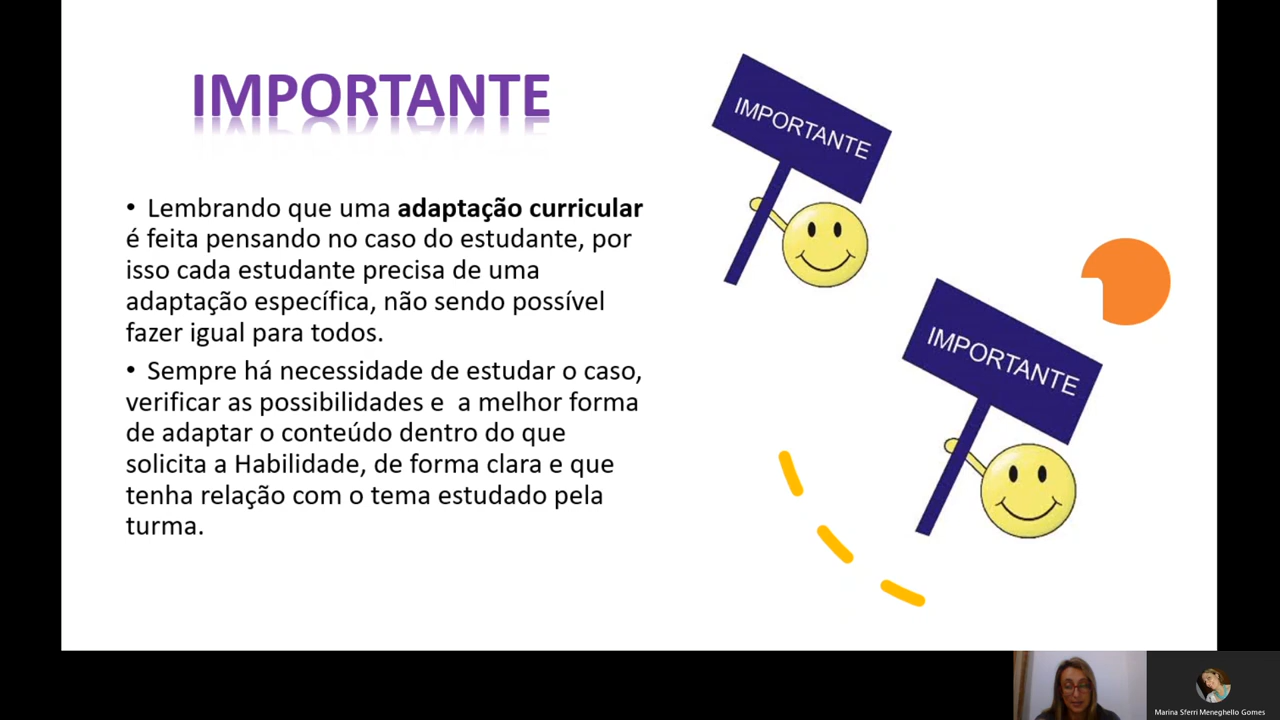 IMPORTANTE
• Lembrando que uma adaptação curricular
é feita pensando no caso do estudante, por
isso cada estudante precisa de uma
adaptação específica, não sendo possível
fazer igual para todos.
• Sempre há necessidade de estudar o caso,
verificar as possibilidades e  a melhor forma
de adaptar o conteúdo dentro do que
solicita a Habilidade, de forma clara e que
tenha relação com o tema estudado pela
turma.
IMPORTANTE
IMPORTANTE
Marina Sferri Meneghello Gomes